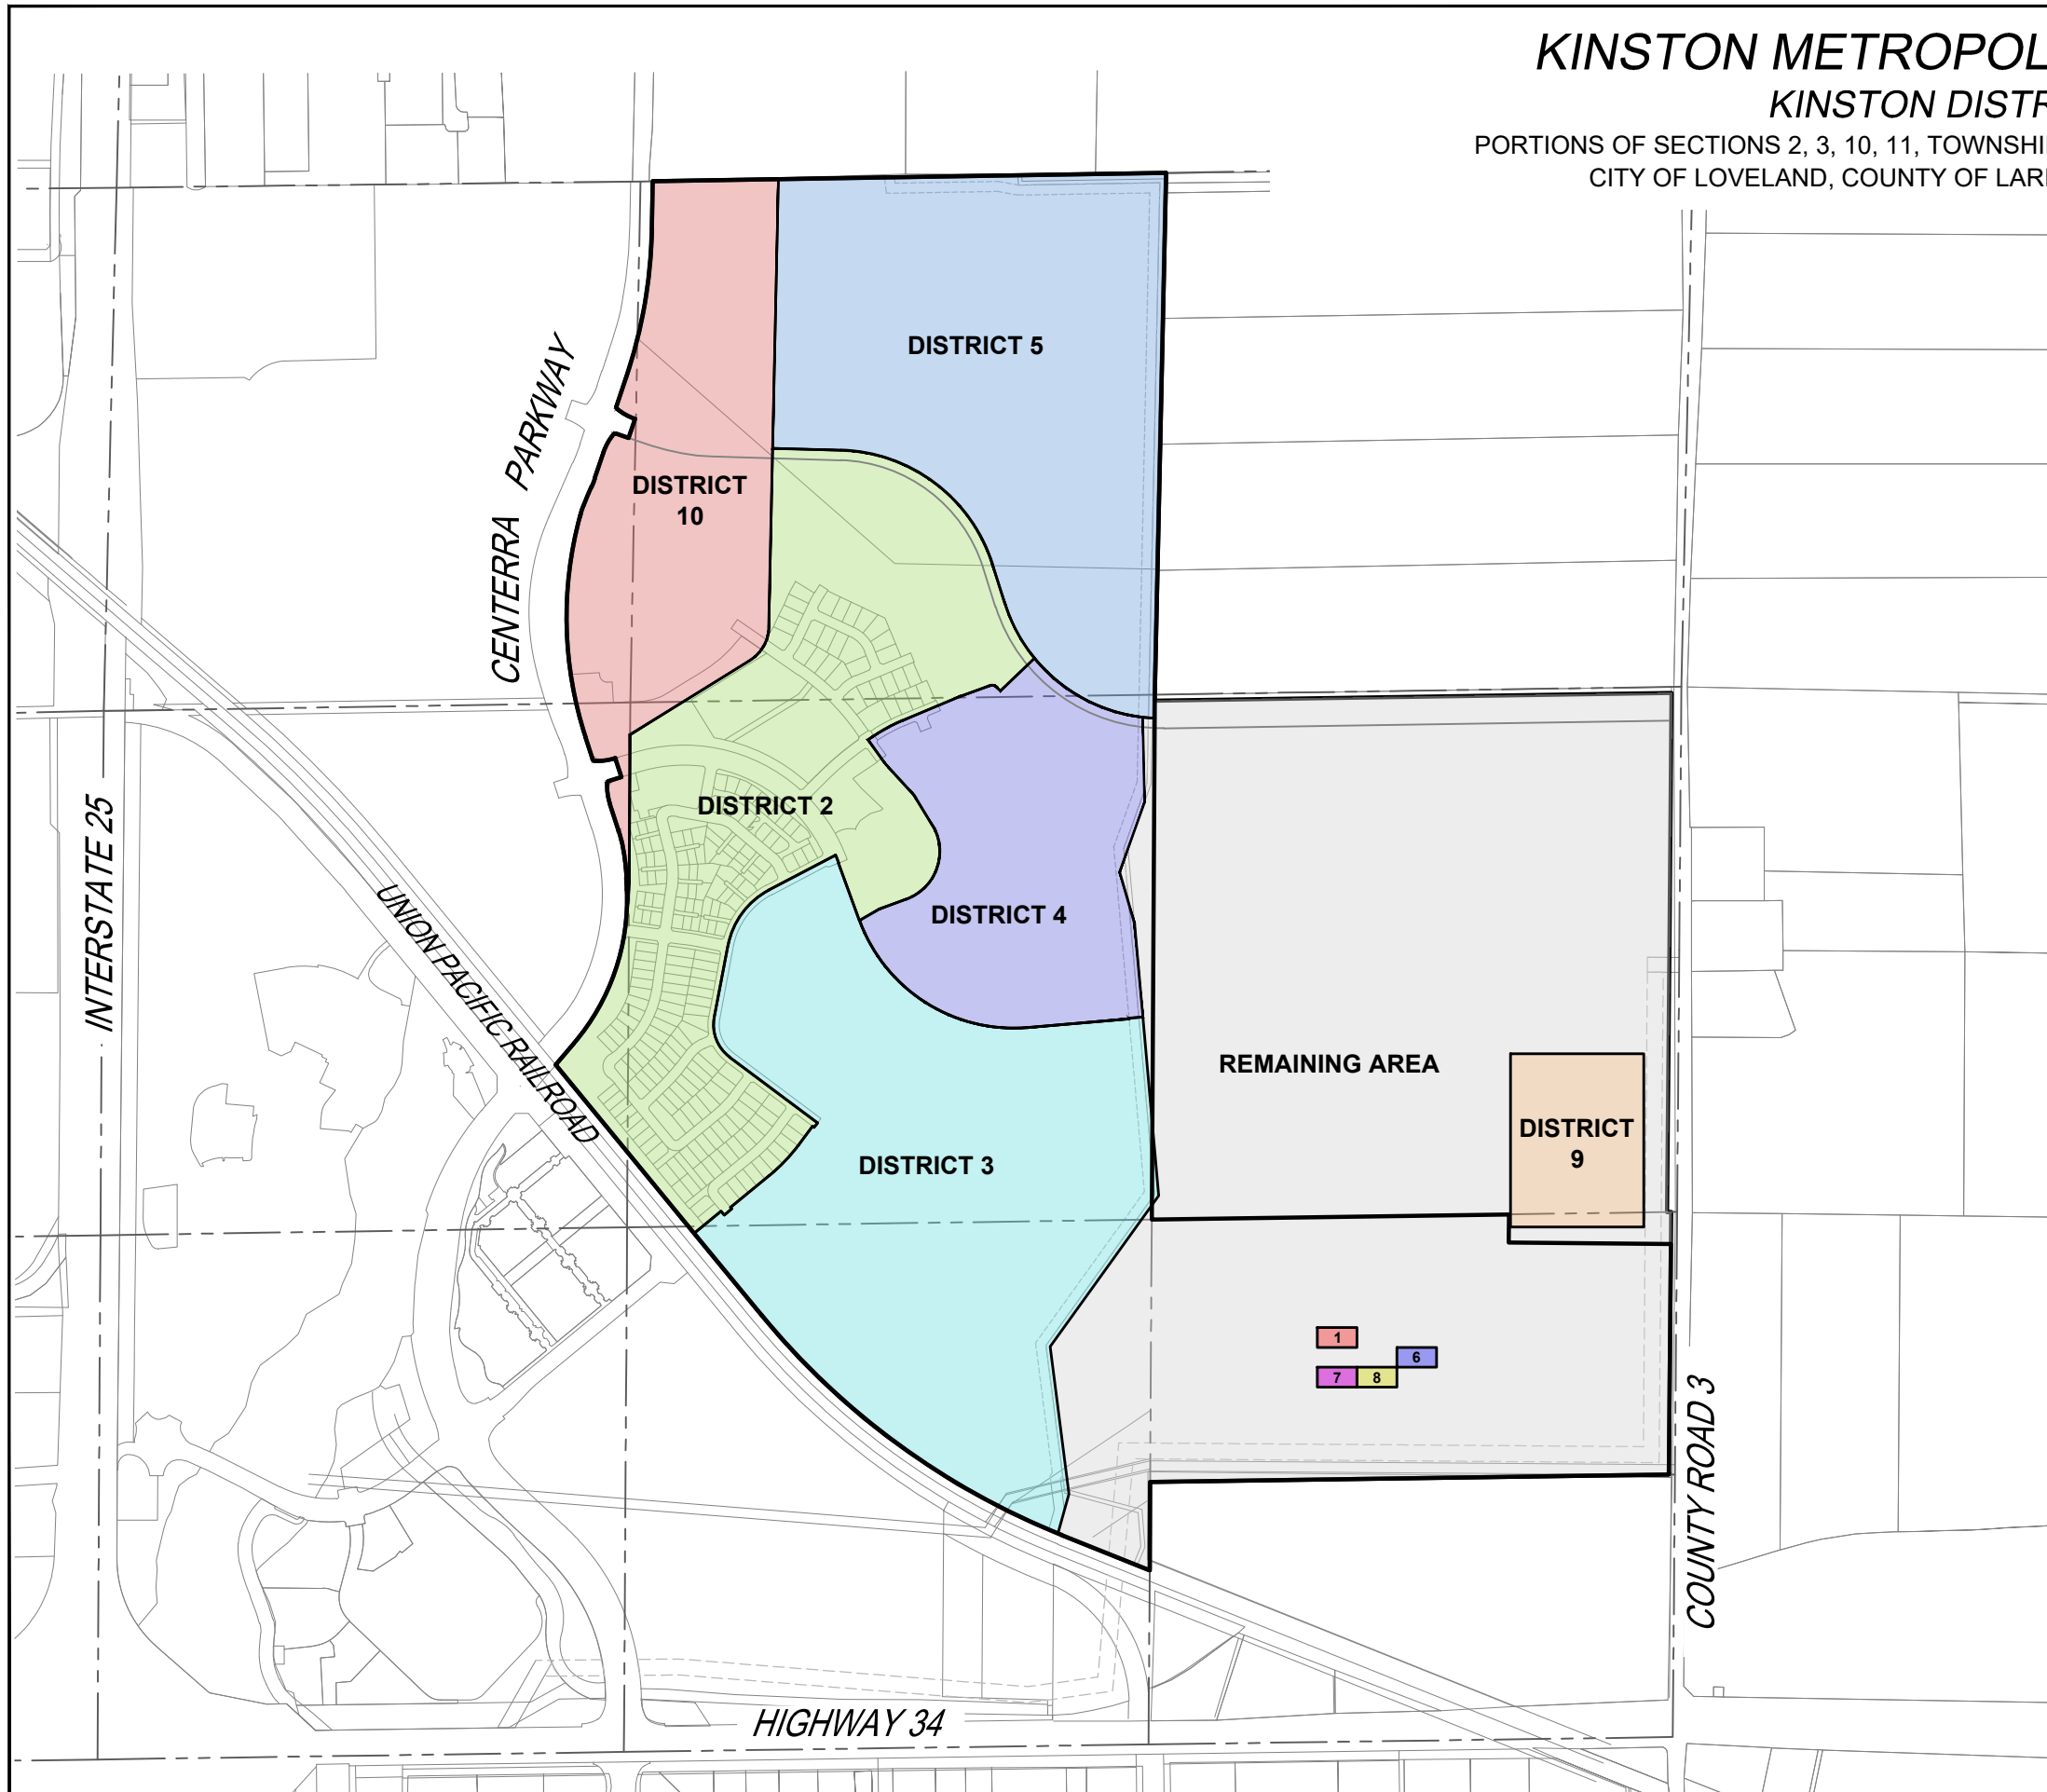 KINSTON METROPOL
KINSTON DISTR
PORTIONS OF SECTIONS 2, 3, 10, 11, TOWNSHI
CITY OF LOVELAND, COUNTY OF LARI
DISTRICT 5
CENTERRA PARKWAY
DISTRICT
10
DISTRICT 2
INTERSTATE 25
UNION PACIFIC RAILROAD
DISTRICT 4
REMAINING AREA
DISTRICT
9
DISTRICT 3
1
6
7
8
COUNTY ROAD 3
HIGHWAY 34